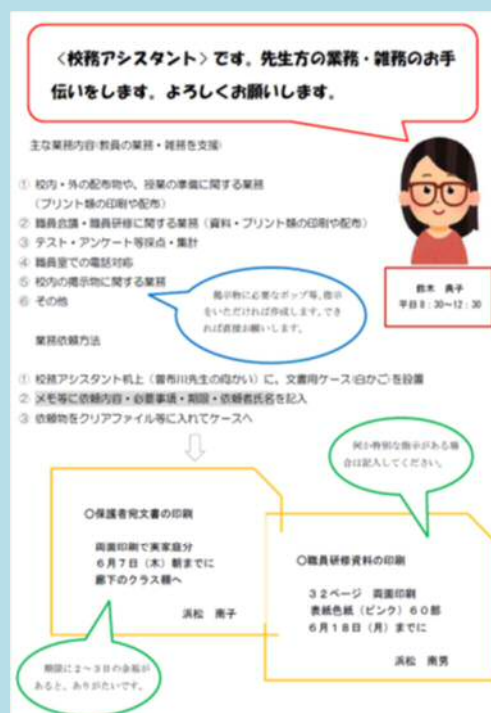 〈校務アシスタント〉です。先生方の業務・雑務のお手
伝いをします。よろしくお願いします。
主な業務内容(教員の業務・雑務を支援)
① 校内・外の配布物や、授業の準備に関する業務
(プリント類の印刷や配布)
② 職員会議・職員研修に関する業務(資料・プリント類の印刷や配布)
③ テスト・アンケート等採点・集計
④ 職員室での電話対応
⑤ 校内の掲示物に関する業務
⑥ その他
掲示物に必要なポップ等、指示
をいただければ作成します。でき
れば直接お願いします。
鈴木 典子
平日8:30~12:30
業務依頼方法
① 校務アシスタント机上(曽布川先生の向かい)に、文書用ケース(白かご)を設置
② メモ等に依頼内容・必要事項・期限・依頼者氏名を記入
③ 依頼物をクリアファイル等に入れてケースへ
何か特別な指示がある場
合は記入してください。
〇保護者宛文書の印刷
両面印刷で実家庭分
6月7日(木)朝までに
廊下のクラス棚へ
浜松 南子
〇職員研修資料の印刷
32ページ 両面印刷
表紙色紙(ピンク)60部
6月18日(月)までに
浜松 南男
期限に2~3日の余裕が
あると、ありがたいです。